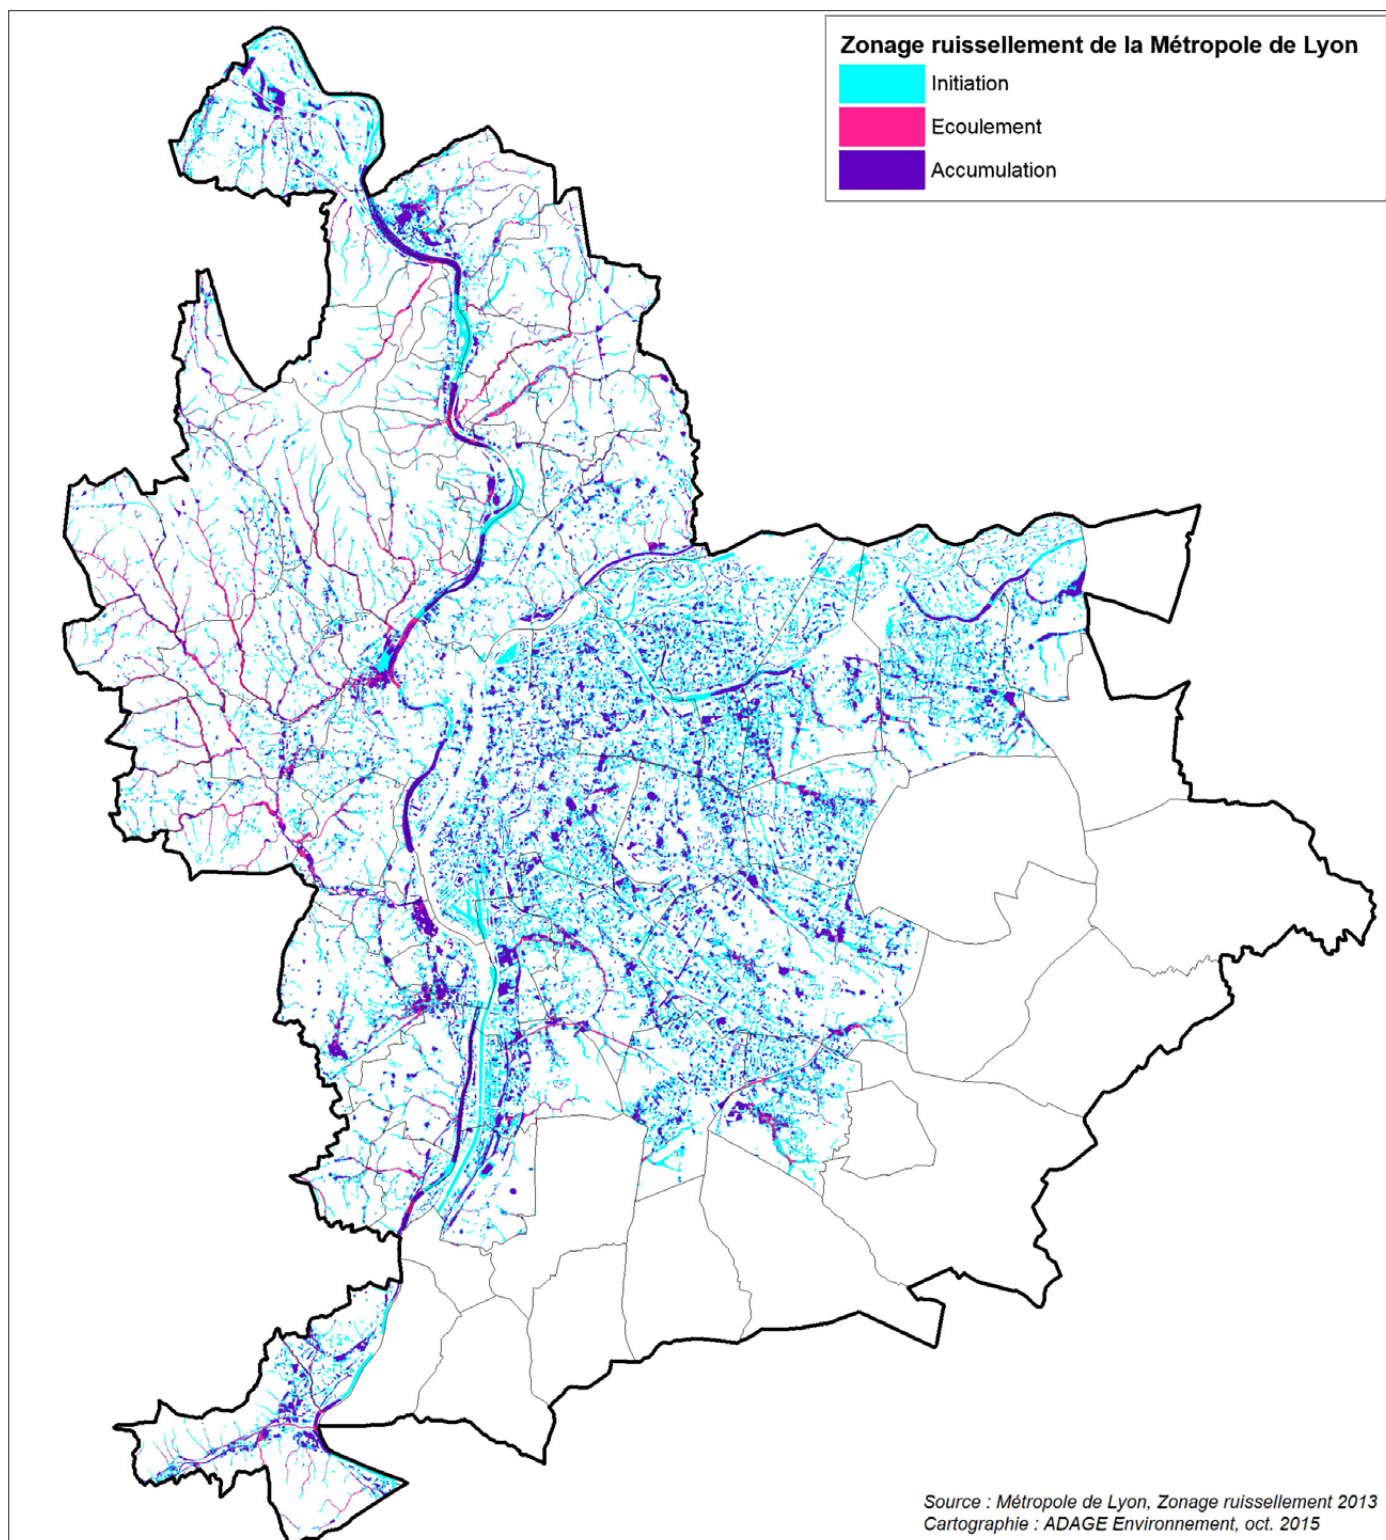 Zonage ruissellement de la Métropole de Lyon
Initiation
Ecoulement
Accumulation
Source : Métropole de Lyon, Zonage ruissellement 2013
Cartographie : ADAGE Environnement, oct. 2015